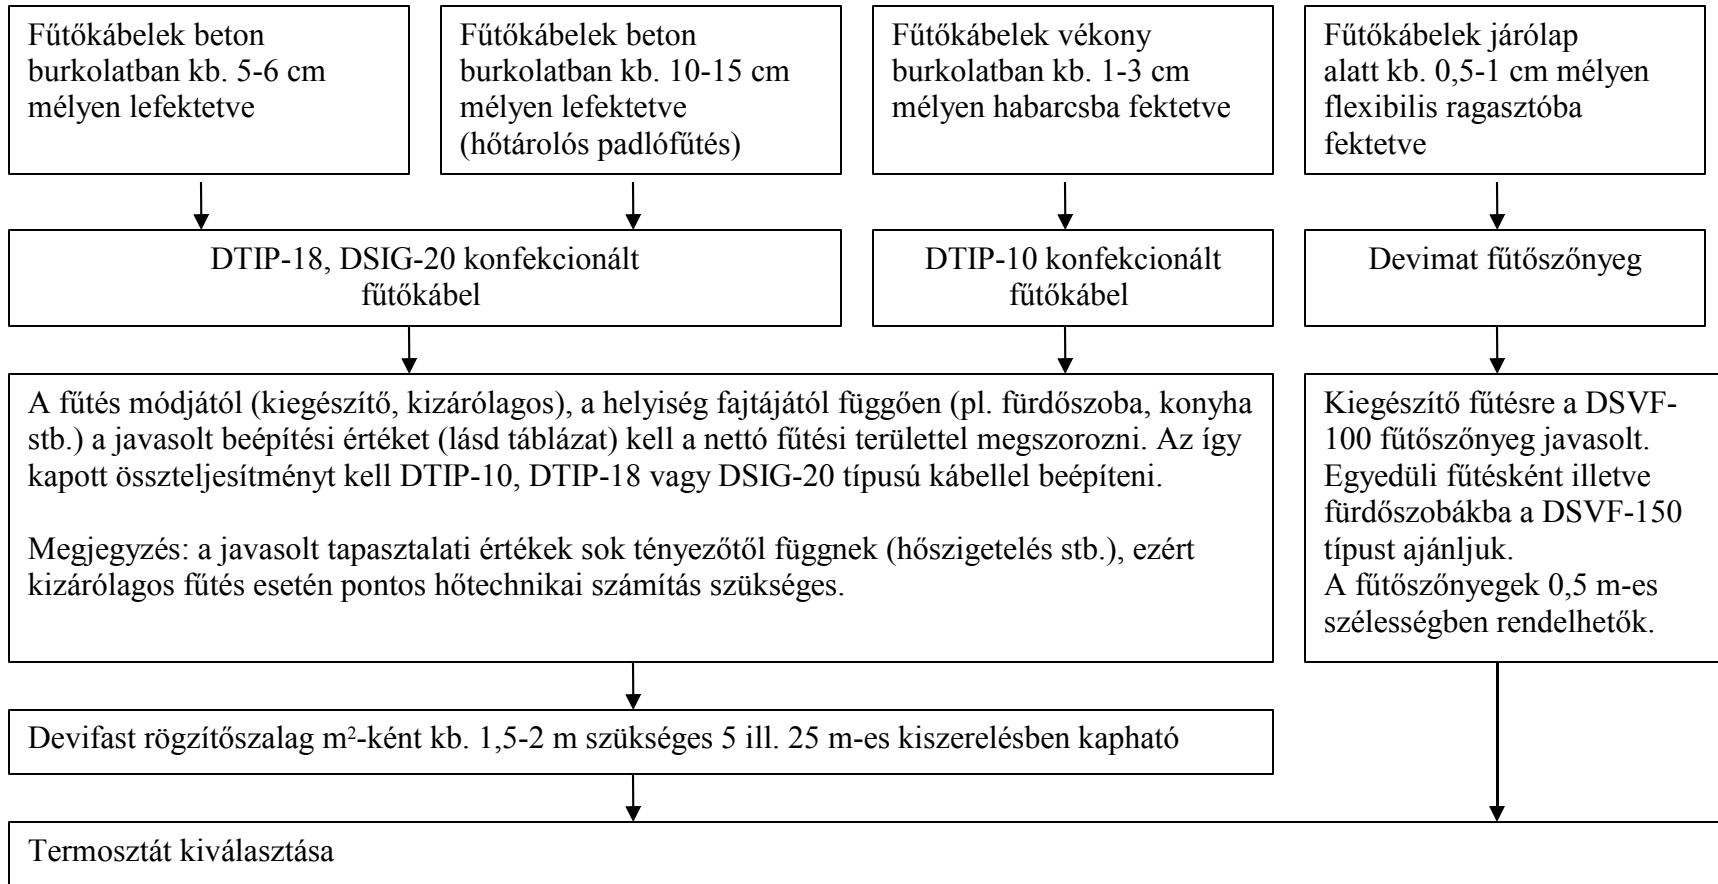 Fűtőkábelek beton
burkolatban kb. 5-6 cm
mélyen lefektetve
Fűtőkábelek beton
burkolatban kb. 10-15 cm
mélyen lefektetve
(hőtárolós padlófűtés)
Fűtőkábelek vékony
burkolatban kb. 1-3 cm
mélyen habarcsba fektetve
Fűtőkábelek járólap
alatt kb. 0,5-1 cm mélyen
flexibilis ragasztóba
fektetve
DTIP-18, DSIG-20 konfekcionált
fűtőkábel
DTIP-10 konfekcionált
fűtőkábel
Devimat fűtőszőnyeg
A fűtés módjától (kiegészítő, kizárólagos), a helyiség fajtájától függően (pl. fürdőszoba, konyha
stb.) a javasolt beépítési értéket (lásd táblázat) kell a nettó fűtési területtel megszorozni. Az így
kapott összteljesítményt kell DTIP-10, DTIP-18 vagy DSIG-20 típusú kábellel beépíteni.
Megjegyzés: a javasolt tapasztalati értékek sok tényezőtől függnek (hőszigetelés stb.), ezért
kizárólagos fűtés esetén pontos hőtechnikai számítás szükséges.
Kiegészítő fűtésre a DSVF-
100 fűtőszőnyeg javasolt.
Egyedüli fűtésként illetve
fürdőszobákba a DSVF-150
típust ajánljuk.
A fűtőszőnyegek 0,5 m-es
szélességben rendelhetők.
Devifast rögzítőszalag m²-ként kb. 1,5-2 m szükséges 5 ill. 25 m-es kiszerelésben kapható
Termosztát kiválasztása